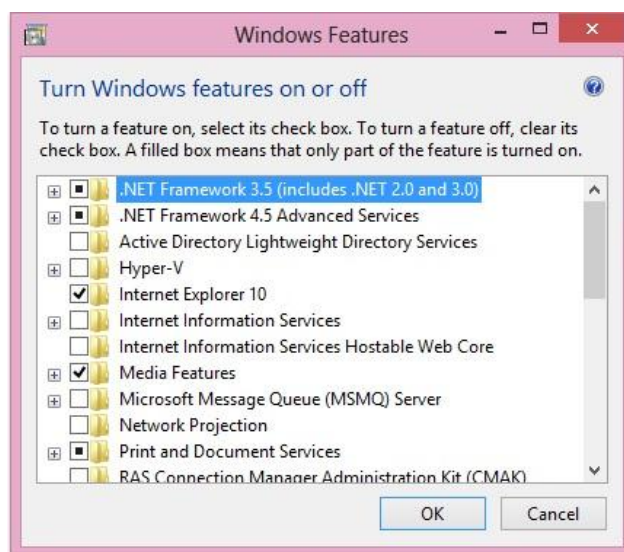 Windows Features
Turn Windows features on or off
To turn a feature on, select its check box. To turn a feature off, clear its
check box. A filled box means that only part of the feature is turned on.
.NET Framework 3.5 (includes .NET 2.0 and 3.0)
.NET Framework 4.5 Advanced Services
Active Directory Lightweight Directory Services
Hyper-V
Internet Explorer 10
Internet Information Services
Internet Information Services Hostable Web Core
Media Features
Microsoft Message Queue (MSMQ) Server
Network Projection
Print and Document Services
RAS Connection Manager Administration Kit (CMAK)
OK
Cancel